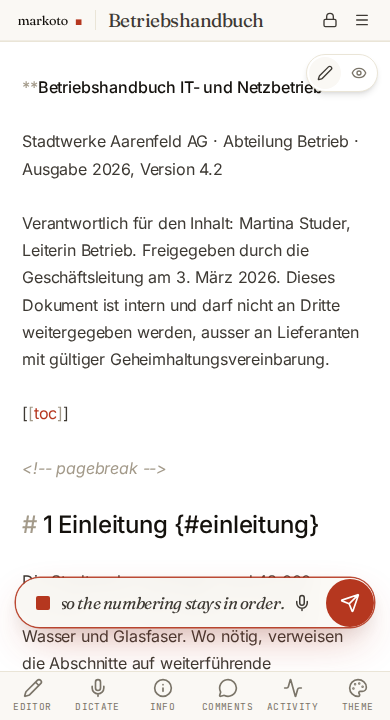 markoto
Betriebshandbuch
**Betriebshandbuch IT- und Netzbetrieb
Stadtwerke Aarenfeld AG · Abteilung Betrieb ·
Ausgabe 2026, Version 4.2
Verantwortlich für den Inhalt: Martina Studer,
Leiterin Betrieb. Freigegeben durch die
Geschäftsleitung am 3. März 2026. Dieses
Dokument ist intern und darf nicht an Dritte
weitergegeben werden, ausser an Lieferanten
mit gültiger Geheimhaltungsvereinbarung.
[[toc]]
<!-- pagebreak -->
# 1 Einleitung {#einleitung}
so the numbering stays in order.
Wasser und Glasfaser. Wo nötig, verweisen
die Abschnitte auf weiterführende
EDITOR DICTATE INFO COMMENTS ACTIVITY THEME